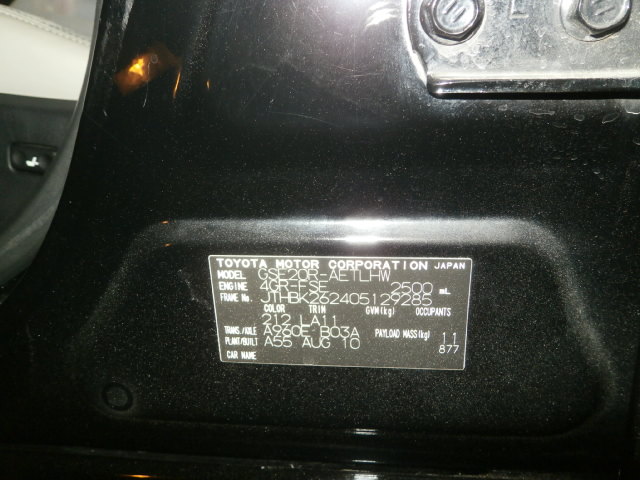 L
TOYOTA MOTOR CORPORATION JAPAN
MODEL GSE20R-AETLHW
ENGINE 4GR-FSE 2500 mL
FRAME No. JTHBK262405129285
COLOR TRIM GVM(kg) OCCUPANTS
212 LA11
TRANS./AXLE A960E B03A PAYLOAD MASS(kg) 11
PLANT/BUILT A55 AUG 10 877
CAR NAME